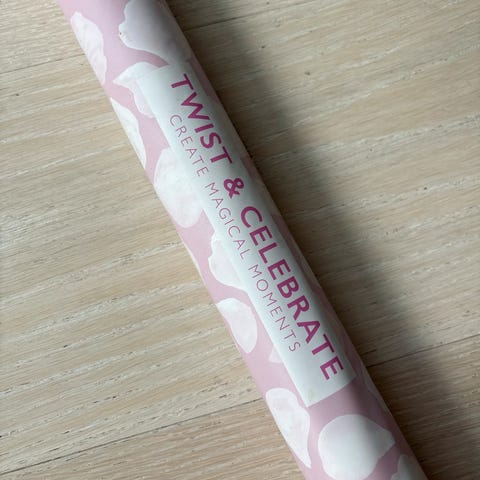 TWIST & CELEBRATE
CREATE MAGICAL MOMENTS